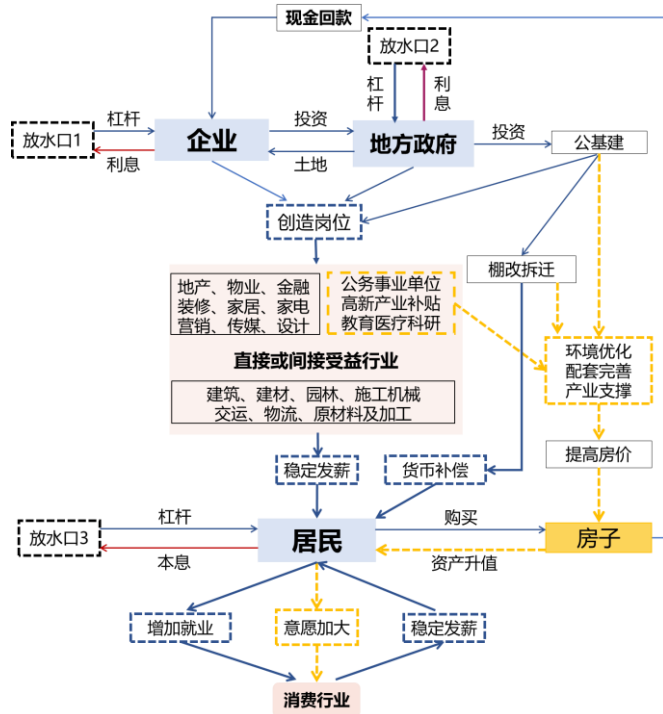 现金回款
放水口2
杠杆
利息
放水口1
杠杆
利息
企业
投资
土地
地方政府
投资
公基建
创造岗位
棚改拆迁
地产、物业、金融
装修、家居、家电
营销、传媒、设计
公务事业单位
高新产业补贴
教育医疗科研
直接或间接受益行业
建筑、建材、园林、施工机械
交运、物流、原材料及加工
环境优化
配套完善
产业支撑
提高房价
稳定发薪
货币补偿
放水口3
杠杆
本息
居民
购买
资产升值
房子
增加就业
意愿加大
稳定发薪
消费行业